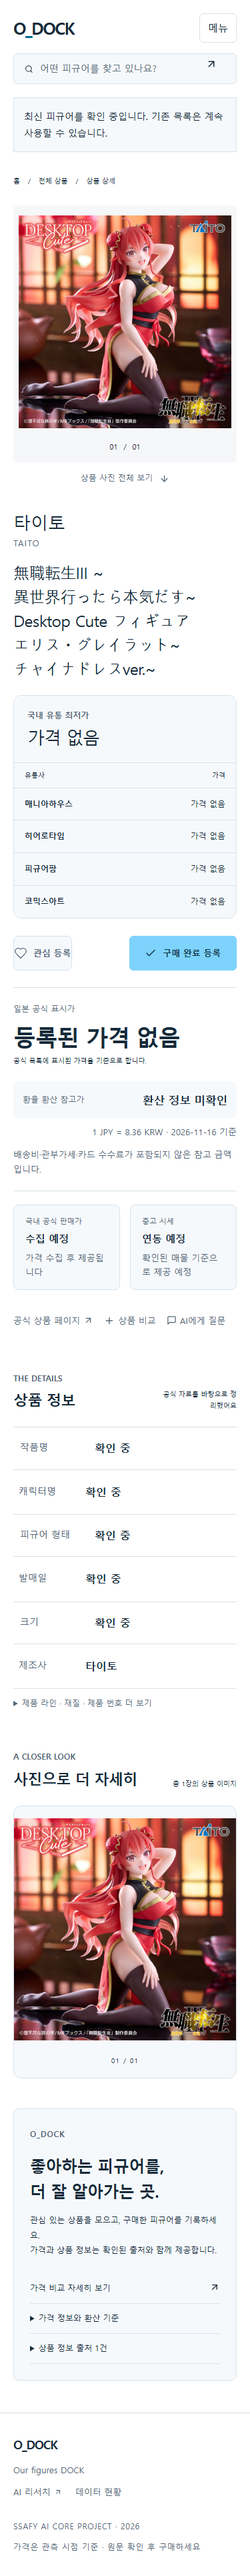 O_DOCK
메뉴
어떤 피규어를 찾고 있나요?
최신 피규어를 확인 중입니다. 기존 목록은 계속
사용할 수 있습니다.
홈 / 전체 상품 / 상품 상세
DESKTOP
Cute
TAITO
無職転生
01 / 01
상품 사진 전체 보기 ↓
타이토
TAITO
無職転生III ~
異世界行ったら本気だす~
Desktop Cute フィギュア
エリス・グレイラット~
チャイナドレスver.~
국내 유통 최저가
가격 없음
유통사 가격
매니아하우스 가격 없음
히어로타임 가격 없음
피규어팜 가격 없음
코믹스아트 가격 없음
관심 등록
구매 완료 등록
일본 공식 표시가
등록된 가격 없음
공식 목록에 표시된 가격을 기준으로 합니다.
환율 환산 참고가 환산 정보 미확인
1 JPY = 8.36 KRW · 2026-11-16 기준
배송비·관부가세·카드 수수료가 포함되지 않은 참고 금액
입니다.
국내 공식 판매가
수집 예정
가격 수집 후 제공됩
니다
중고 시세
연동 예정
확인된 매물 기준으
로 제공 예정
공식 상품 페이지 ↗ + 상품 비교 AI에게 질문
THE DETAILS
상품 정보
공식 자료를 바탕으로 정
리했어요
작품명 확인 중
캐릭터명 확인 중
피규어 형태 확인 중
발매일 확인 중
크기 확인 중
제조사 타이토
▶ 제품 라인 · 재질 · 제품 번호 더 보기
A CLOSER LOOK
사진으로 더 자세히
총 1장의 상품 이미지
DESKTOP
Cute
TAITO
無職転生
01 / 01
O_DOCK
좋아하는 피규어를,
더 잘 알아가는 곳.
관심 있는 상품을 모으고, 구매한 피규어를 기록하세
요.
가격과 상품 정보는 확인된 출처와 함께 제공합니다.
가격 비교 자세히 보기 ↗
▶ 가격 정보와 환산 기준
▶ 상품 정보 출처 1건
O_DOCK
Our figures DOCK
AI 리서치 ↗ 데이터 현황
SSAFY AI CORE PROJECT · 2026
가격은 관측 시점 기준 · 원문 확인 후 구매하세요